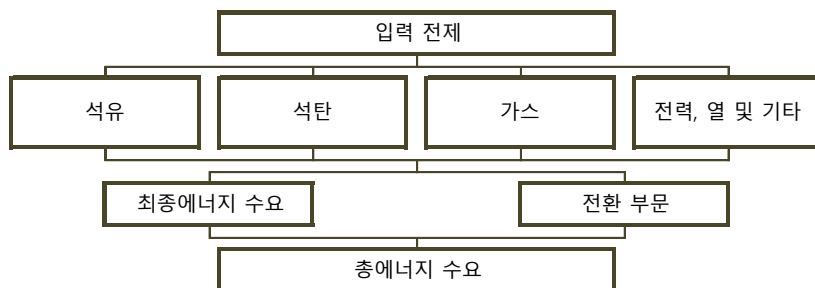 입력 전제
석유
석탄
가스
전력, 열 및 기타
최종에너지 수요
전환 부문
총에너지 수요